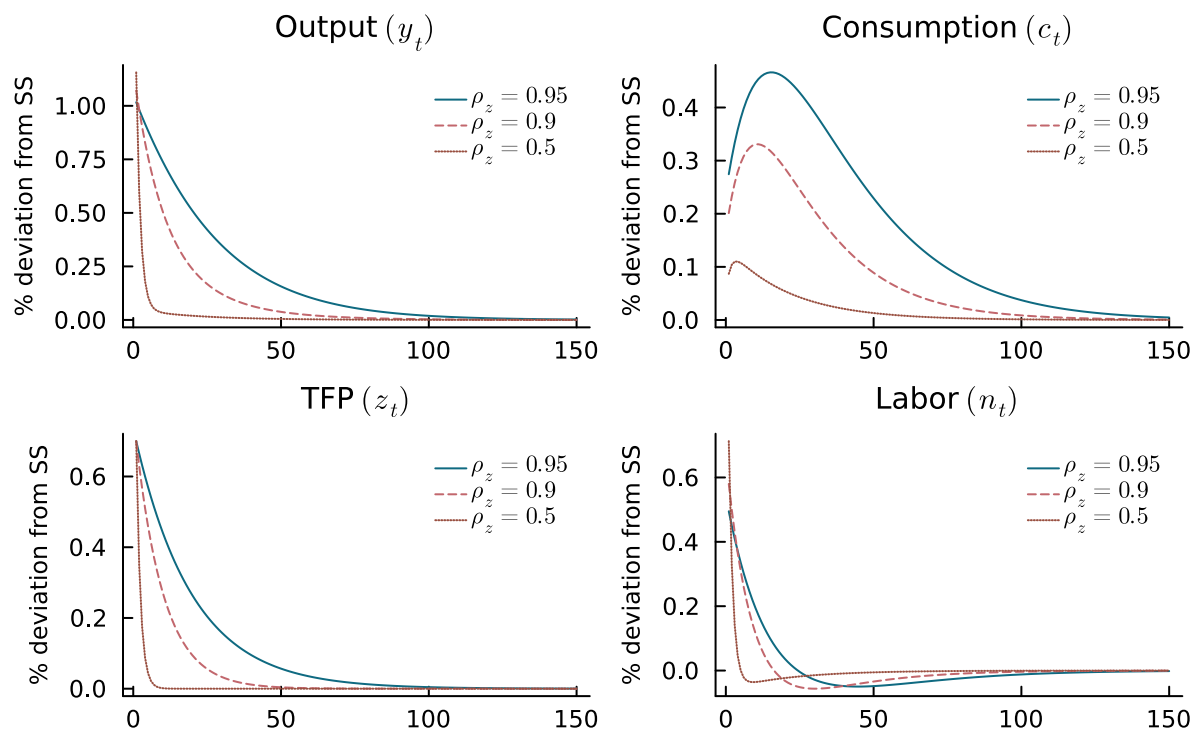 Output (y_t)
% deviation from SS
1.00
0.75
0.50
0.25
0.00
0
50
100
150
ρ_z = 0.95
ρ_z = 0.9
ρ_z = 0.5
Consumption (c_t)
% deviation from SS
0.4
0.3
0.2
0.1
0.0
0
50
100
150
ρ_z = 0.95
ρ_z = 0.9
ρ_z = 0.5
TFP (z_t)
% deviation from SS
0.6
0.4
0.2
0.0
0
50
100
150
ρ_z = 0.95
ρ_z = 0.9
ρ_z = 0.5
Labor (n_t)
% deviation from SS
0.6
0.4
0.2
0.0
0
50
100
150
ρ_z = 0.95
ρ_z = 0.9
ρ_z = 0.5